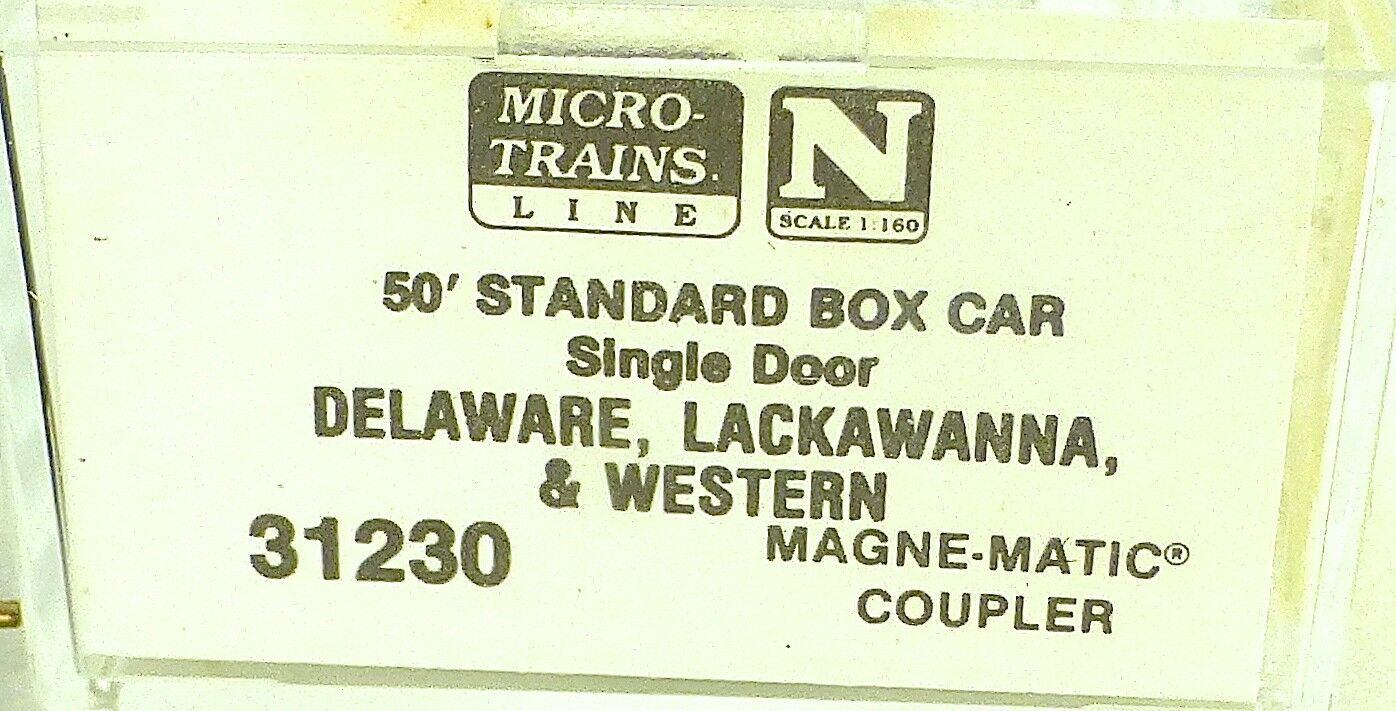 MICRO-
TRAINS.
LINE
N
SCALE 1:160
50' STANDARD BOX CAR
Single Door
DELAWARE, LACKAWANNA,
& WESTERN
31230
MAGNE-MATIC®
COUPLER